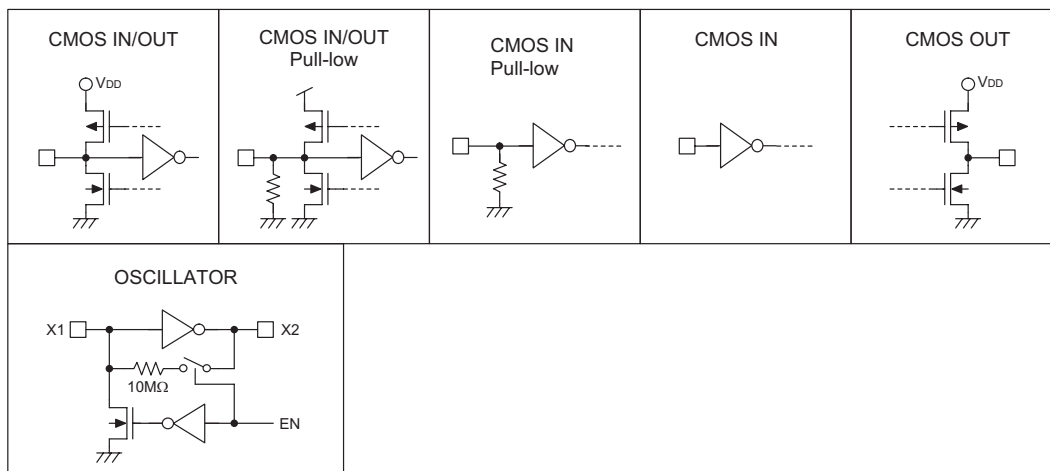 CMOS IN/OUT
VDD
CMOS IN/OUT
Pull-low
CMOS IN
Pull-low
CMOS IN
CMOS OUT
VDD
OSCILLATOR
X1
X2
10MΩ
EN